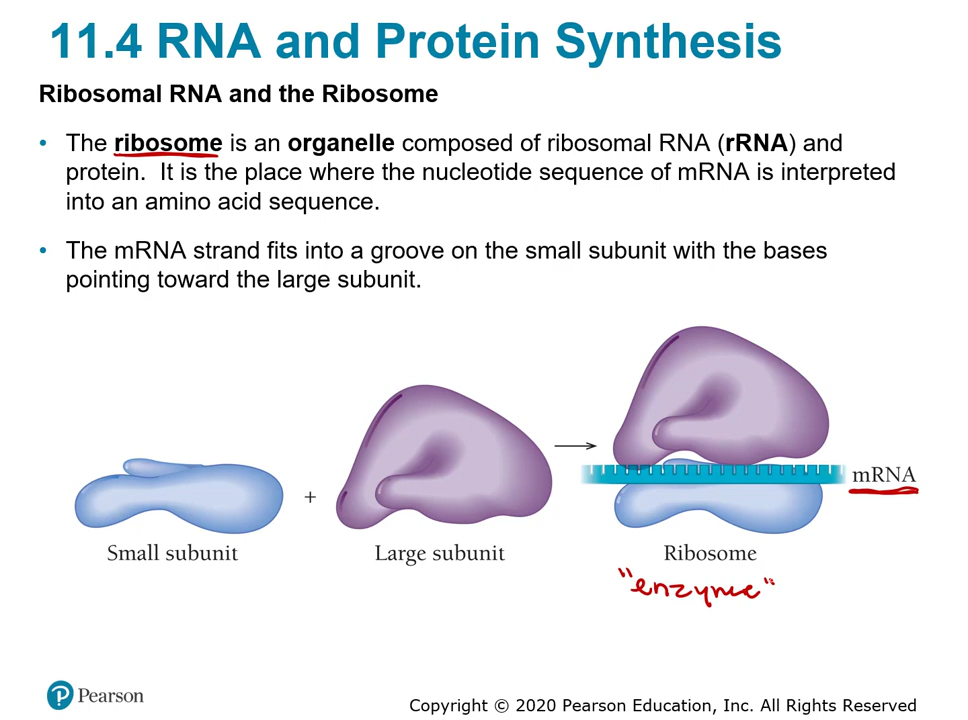 11.4 RNA and Protein Synthesis
Ribosomal RNA and the Ribosome
• The ribosome is an organelle composed of ribosomal RNA (rRNA) and
protein. It is the place where the nucleotide sequence of mRNA is interpreted
into an amino acid sequence.
• The mRNA strand fits into a groove on the small subunit with the bases
pointing toward the large subunit.
+
mRNA
Small subunit
Large subunit
Ribosome
"enzyme"
P Pearson
Copyright © 2020 Pearson Education, Inc. All Rights Reserved